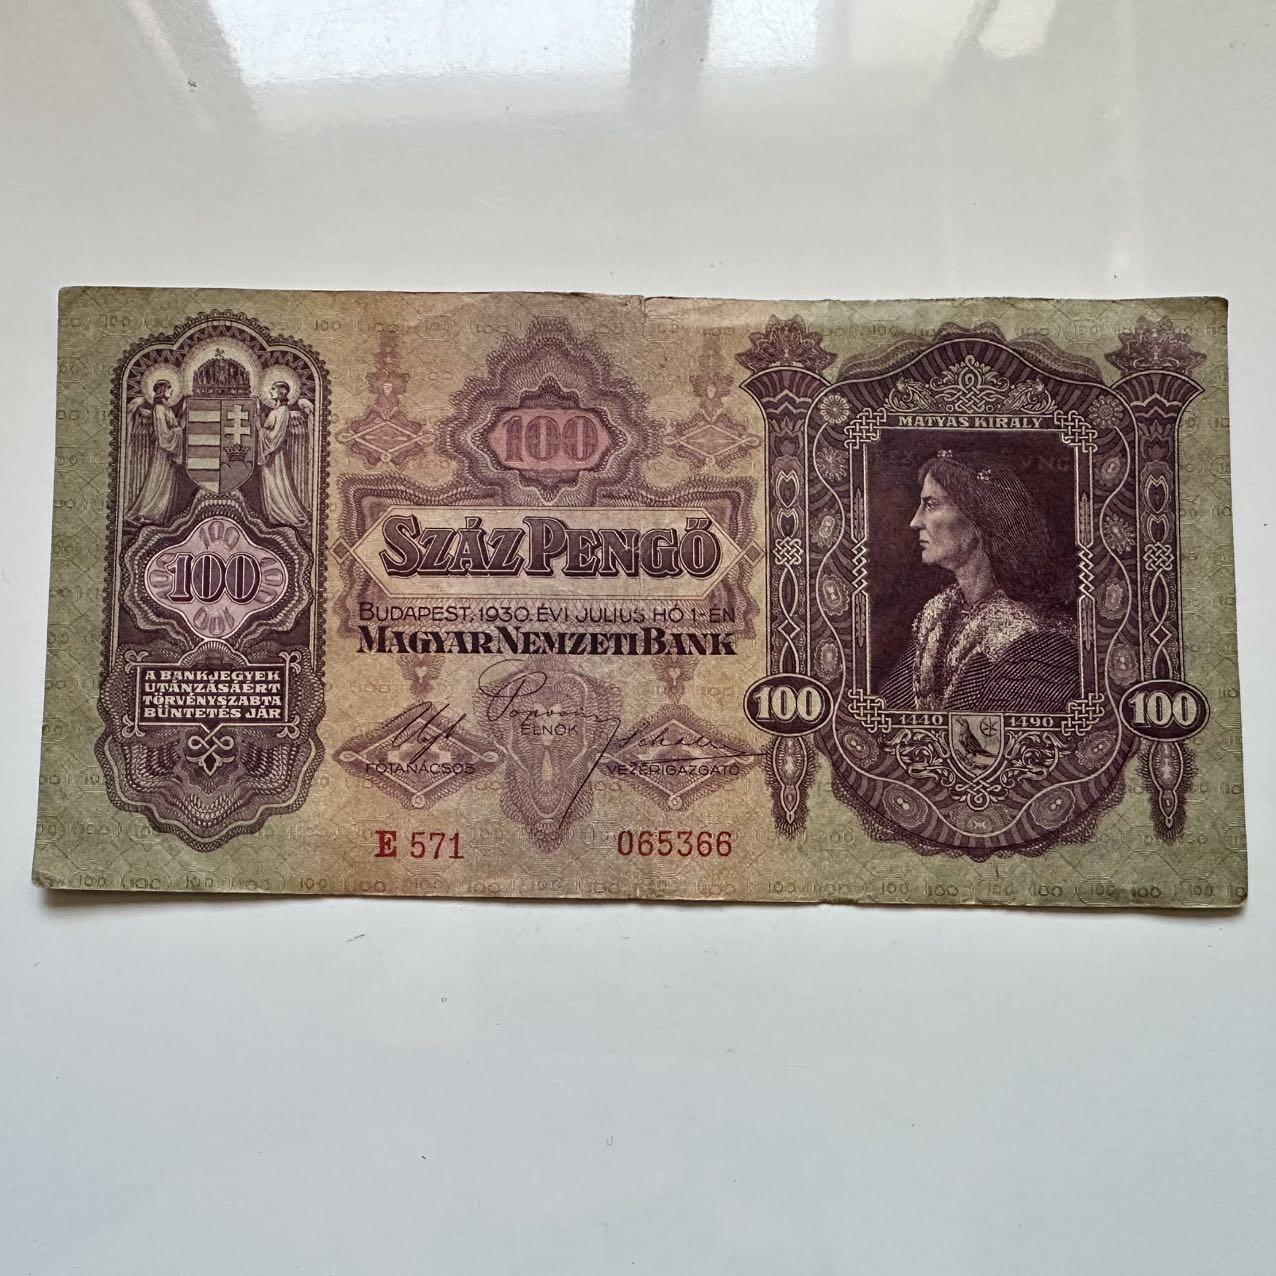 100
SZÁZ PENGŐ
BUDAPEST, 1930. ÉVI JULIUS HÓ 1-ÉN
MAGYAR NEMZETI BANK
ELNÖK
FŐTANÁCSOS
VEZÉRIGAZGATÓ
E 571
065366
100
A BANKJEGYEK
UTÁNZÁSÁÉRT
TÖRVÉNYSZABTA
BÜNTETÉS JÁR
MÁTYÁS KIRÁLY
100
100
1440
1490